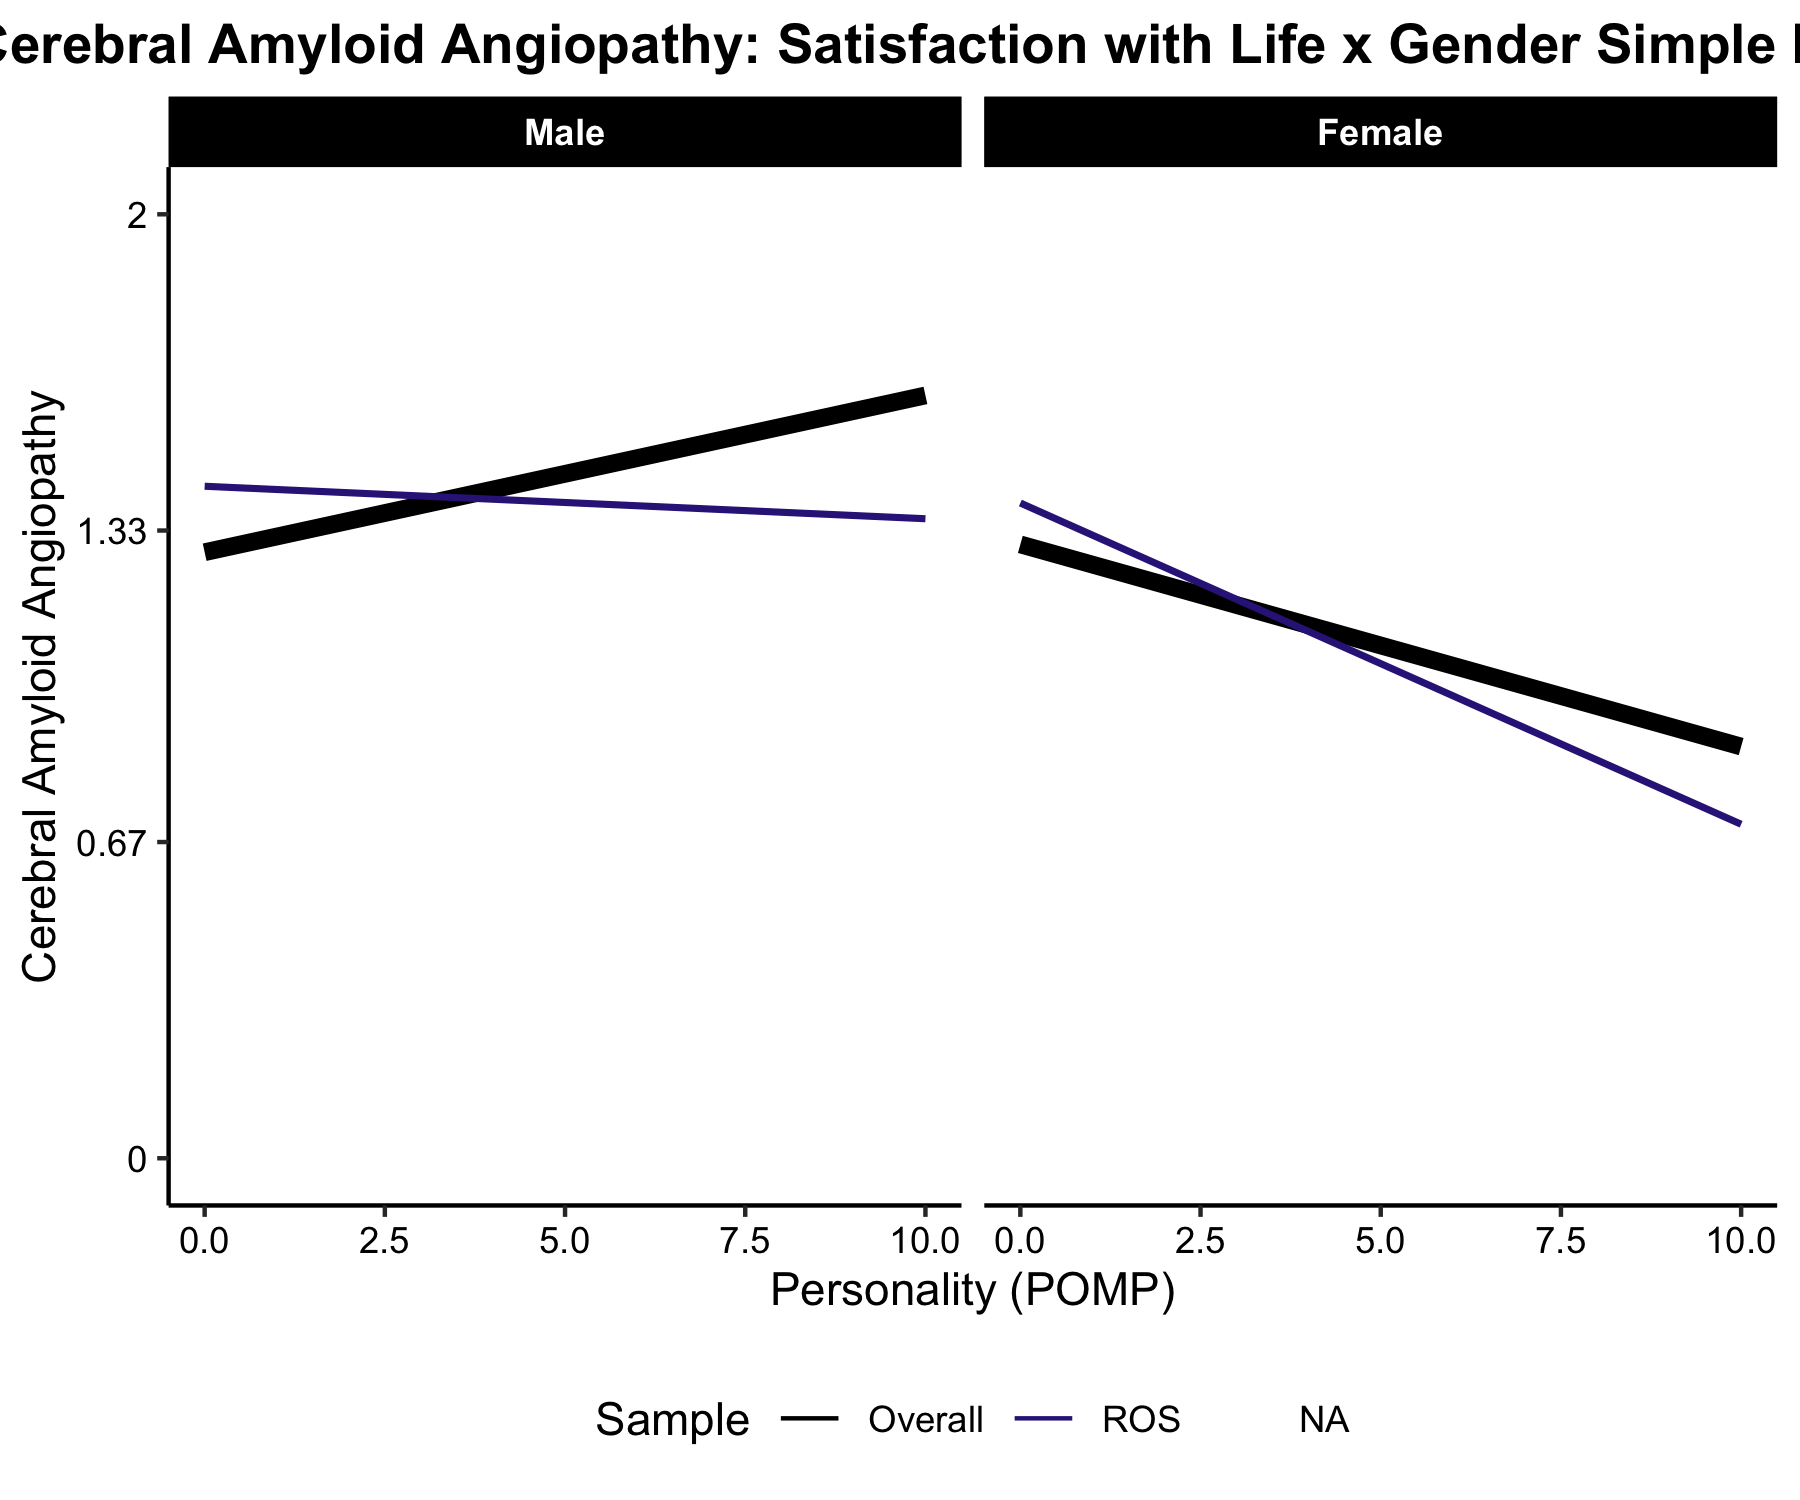 Cerebral Amyloid Angiopathy: Satisfaction with Life x Gender Simple
Male Female
Cerebral Amyloid Angiopathy
2
1.33
0.67
0
0.0 2.5 5.0 7.5 10.0 0.0 2.5 5.0 7.5 10.0
Personality (POMP)
Sample Overall ROS NA